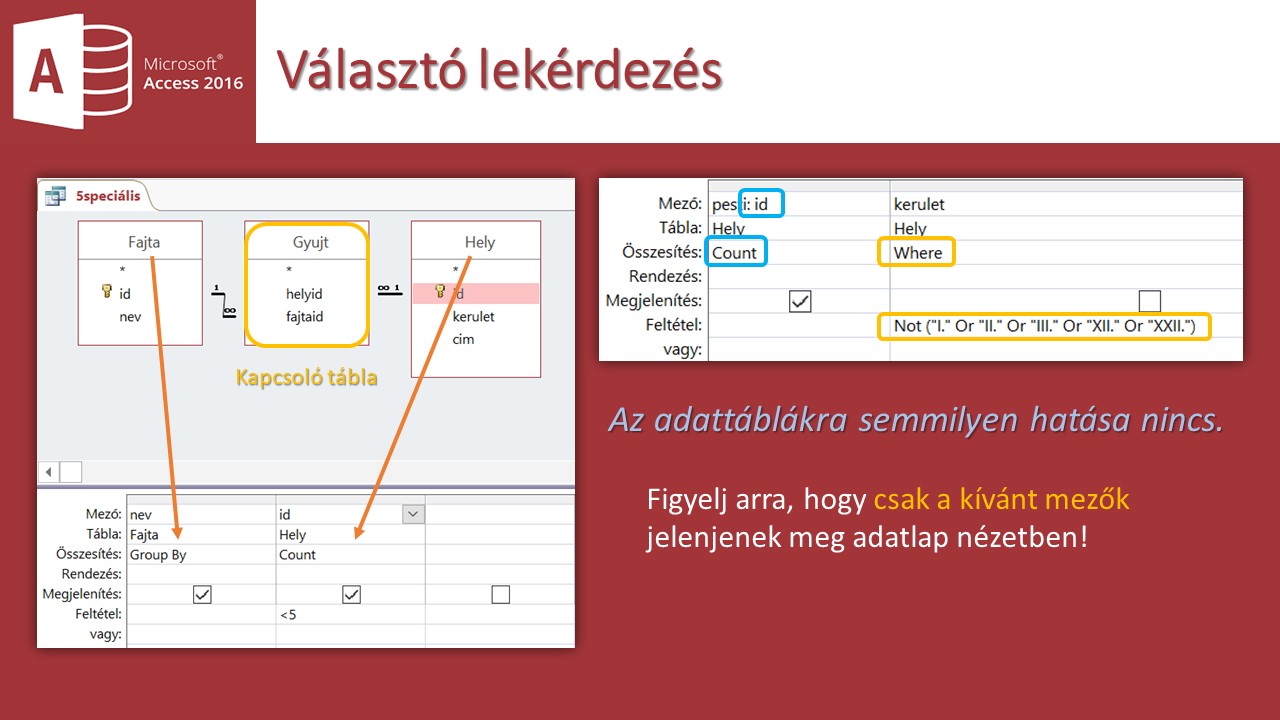 A
Microsoft®
Access 2016
Választó lekérdezés
5speciális
Fajta
*
id
nev
1
∞
Gyujt
*
helyid
fajtaid
∞ 1
Hely
*
id
kerulet
cim
Kapcsoló tábla
Mező: nev id
Tábla: Fajta Hely
Összesítés: Group By Count
Rendezés:
Megjelenítés:
Feltétel: <5
vagy:
Mező: pesti: id kerulet
Tábla: Hely Hely
Összesítés: Count Where
Rendezés:
Megjelenítés:
Feltétel: Not ("I." Or "II." Or "III." Or "XII." Or "XXII.")
vagy:
Az adattáblákra semmilyen hatása nincs.
Figyelj arra, hogy csak a kívánt mezők
jelenjenek meg adatlap nézetben!